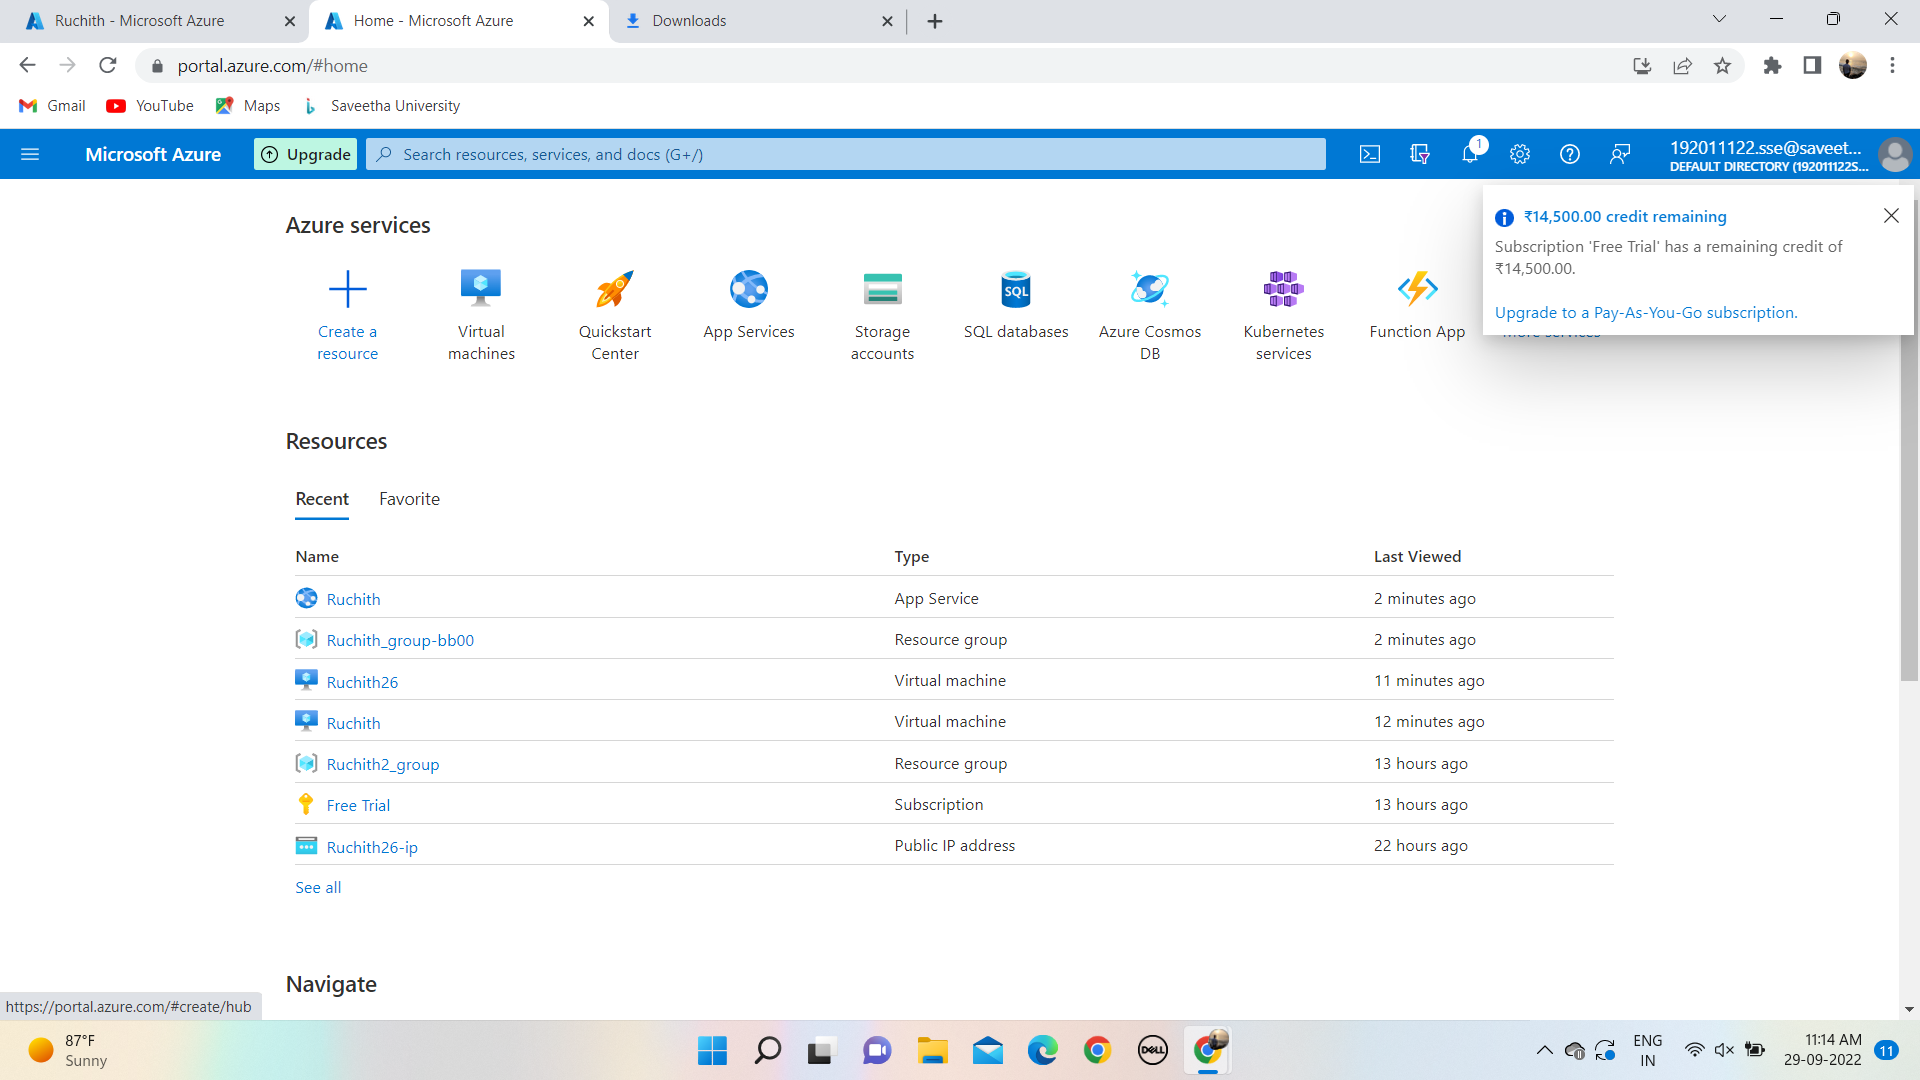 Ruchith - Microsoft Azure
Home - Microsoft Azure
Downloads
portal.azure.com/#home
Gmail
YouTube
Maps
Saveetha University
Microsoft Azure
Upgrade
Search resources, services, and docs (G+/)
1
192011122.sse@saveet...
DEFAULT DIRECTORY (192011122S...
₹14,500.00 credit remaining
Subscription 'Free Trial' has a remaining credit of
₹14,500.00.
Upgrade to a Pay-As-You-Go subscription.
Azure services
Create a
resource
Virtual
machines
Quickstart
Center
App Services
Storage
accounts
SQL
SQL databases
Azure Cosmos
DB
Kubernetes
services
Function App
More services
Resources
Recent
Favorite
Name
Type
Last Viewed
Ruchith
App Service
2 minutes ago
Ruchith_group-bb00
Resource group
2 minutes ago
Ruchith26
Virtual machine
11 minutes ago
Ruchith
Virtual machine
12 minutes ago
Ruchith2_group
Resource group
13 hours ago
Free Trial
Subscription
13 hours ago
Ruchith26-ip
Public IP address
22 hours ago
See all
Navigate
https://portal.azure.com/#create/hub
87°F
Sunny
DELL
ENG
IN
11:14 AM
29-09-2022
11